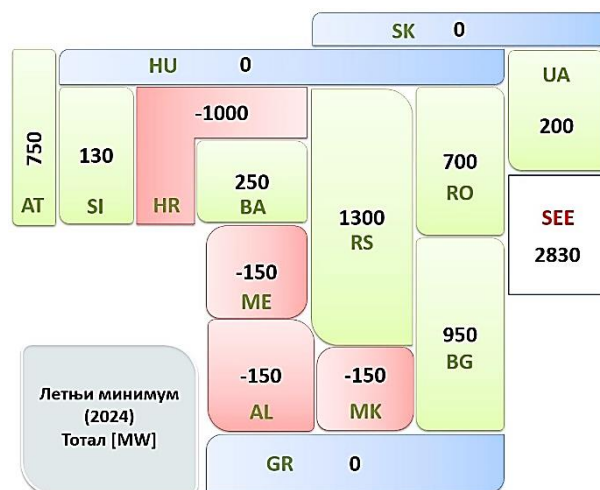 SK 0
HU 0
UA
200
750
AT
130
SI
-1000
HR
250
BA
1300
RS
700
RO
SEE
2830
-150
ME
950
BG
-150
AL
-150
MK
Летњи минимум
(2024)
Тотал [MW]
GR 0